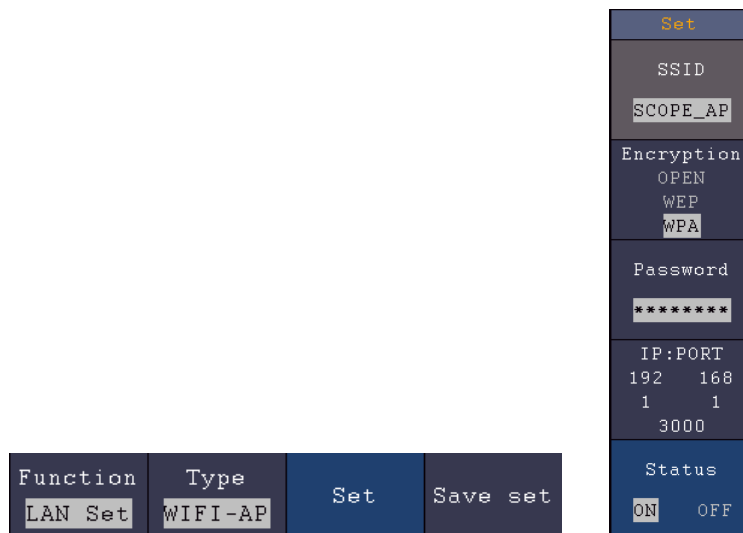 Set
SSID
SCOPE_AP
Encryption
OPEN
WEP
WPA
Password
********
IP:PORT
192 168
1 1
3000
Status
ON OFF
Function Type
Set Save set
LAN Set WIFI-AP